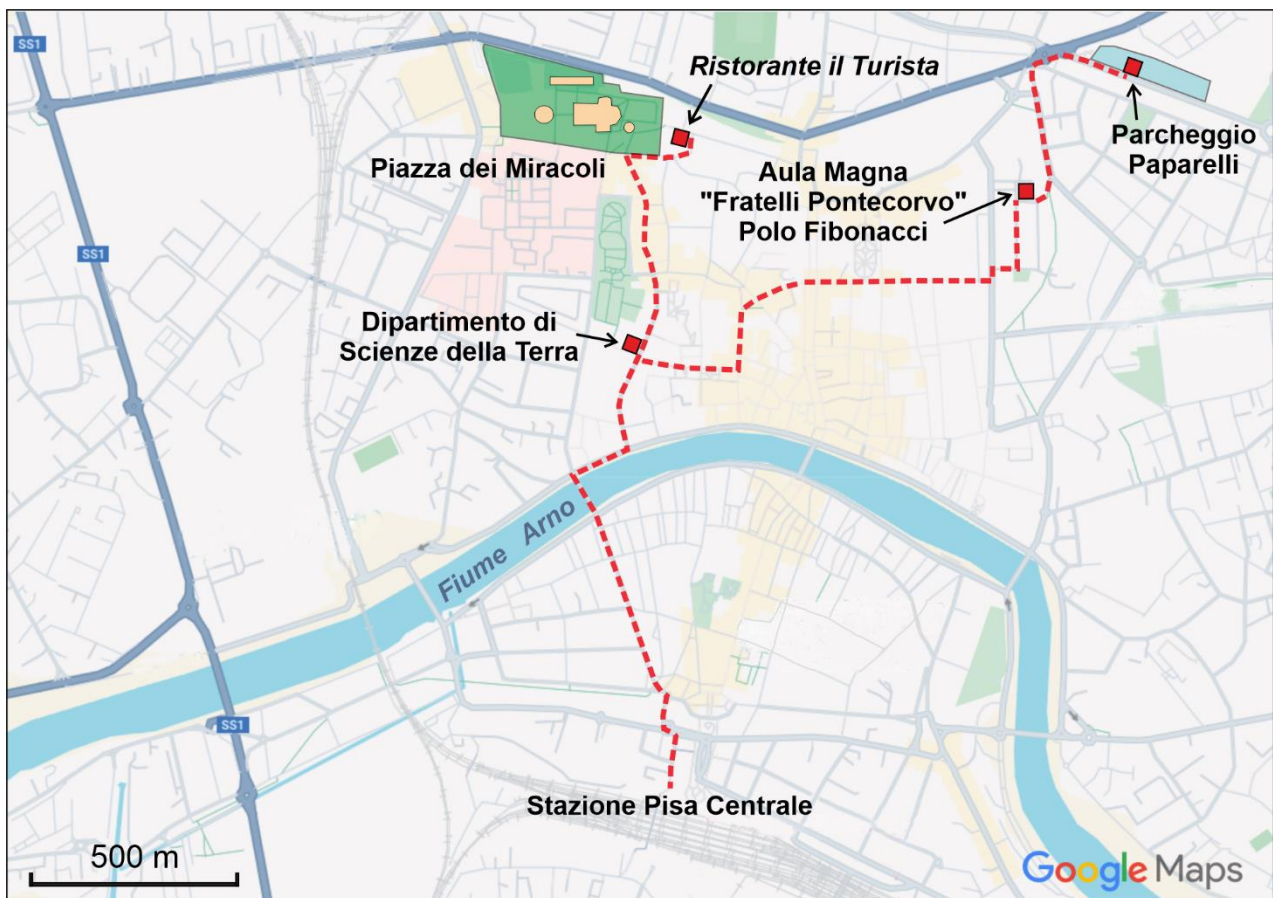 SS1
Ristorante il Turista
Parcheggio
Paparelli
Piazza dei Miracoli
Aula Magna
"Fratelli Pontecorvo"
Polo Fibonacci
SS1
Dipartimento di
Scienze della Terra
Fiume Arno
SS1
Stazione Pisa Centrale
500 m
Google Maps